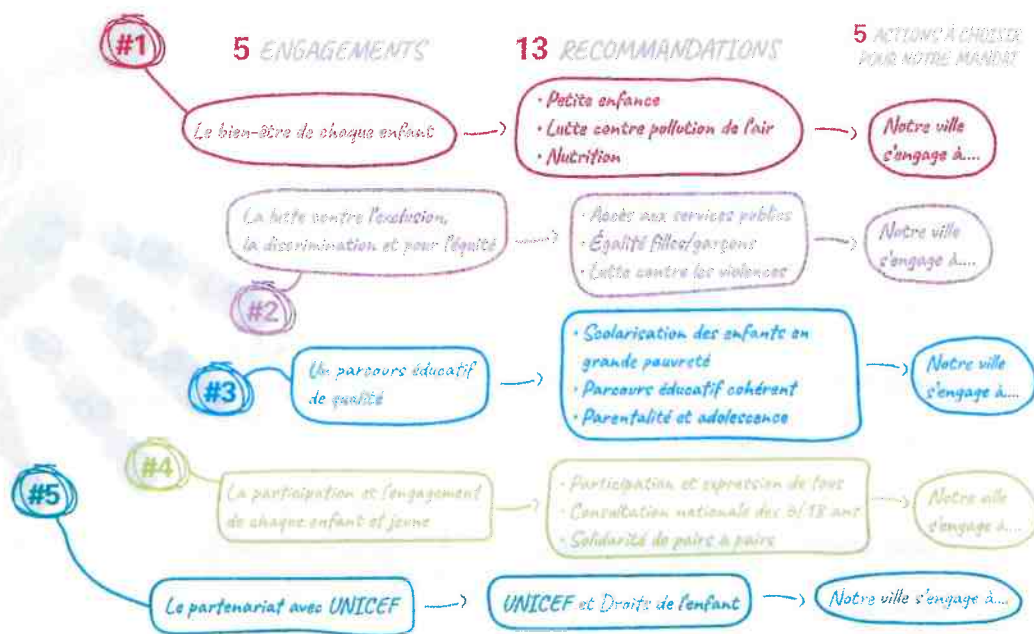 #1
5 ENGAGEMENTS
13 RECOMMANDATIONS
5 ACTIONS À CHOISIR
POUR NOTRE MANDAT
Le bien-être de chaque enfant
• Petite enfance
• Lutte contre pollution de l'air
• Nutrition
Notre ville
s'engage à....
La lutte contre l'exclusion,
la discrimination et pour l'équité
• Accès aux services publics
• Égalité filles/garçons
• Lutte contre les violences
Notre ville
s'engage à....
#2
#3
Un parcours éducatif
de qualité
• Scolarisation des enfants en
grande pauvreté
• Parcours éducatif cohérent
• Parentalité et adolescence
Notre ville
s'engage à....
#4
La participation et l'engagement
de chaque enfant et jeune
• Participation et expression de tous
• Consultation nationale des 6/18 ans
• Solidarité de pairs à pairs
Notre ville
s'engage à....
#5
Le partenariat avec UNICEF
UNICEF et Droits de l'enfant
Notre ville s'engage à....